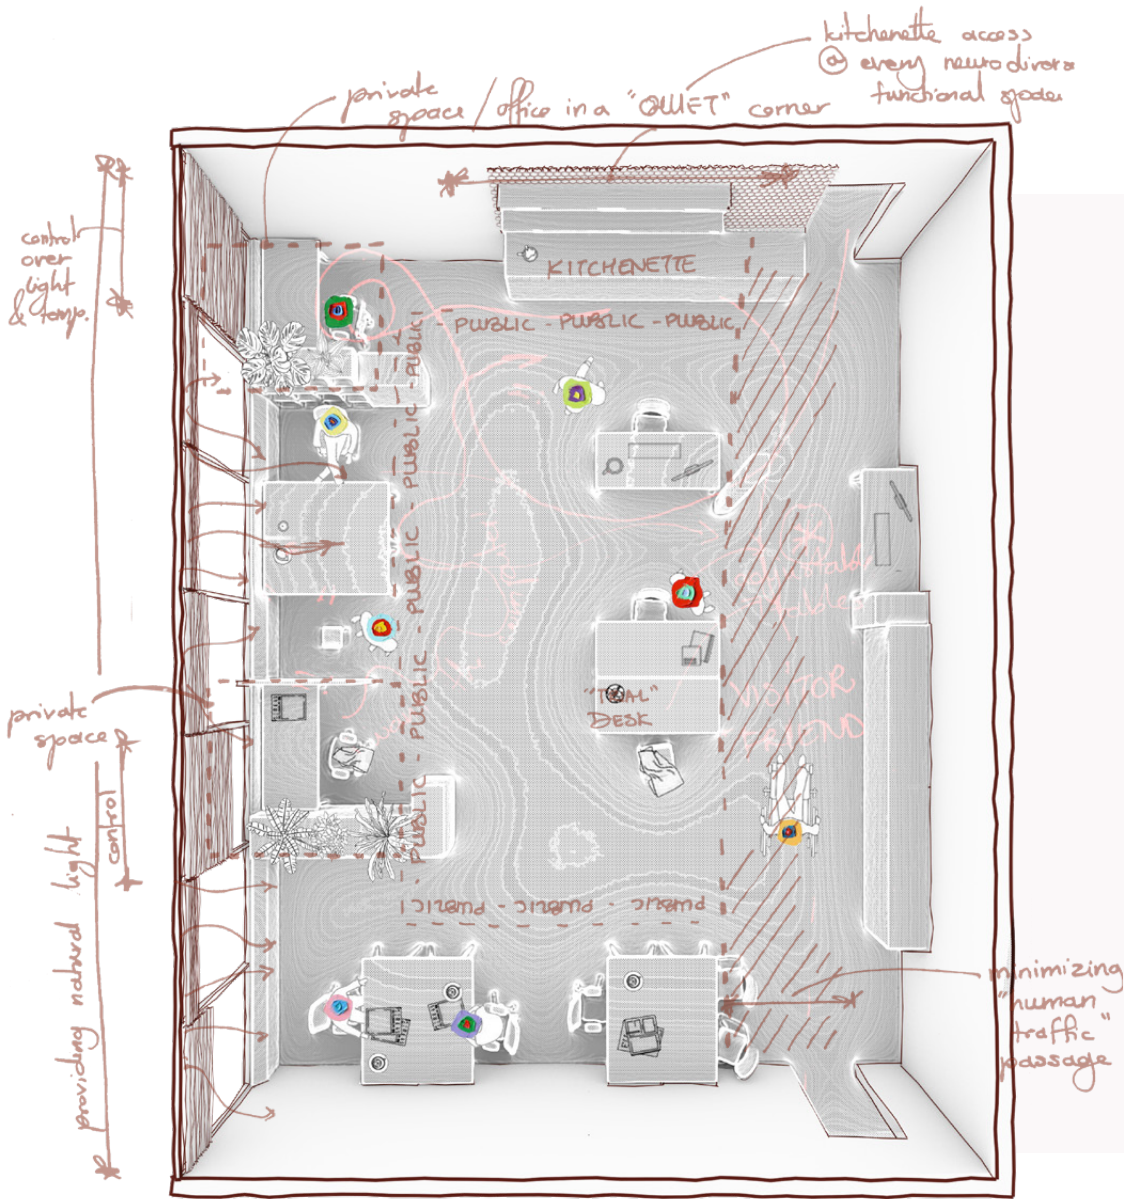 kitchenette access
@ every neurodivers
functional space
private
space / office in a "QUIET" corner
control
over
light
& temp.
KITCHENETTE
- PUBLIC - PUBLIC - PUBLIC
PUBLIC - PUBLIC - PUBLIC - PUBLIC - PUBLIC - PUBLIC
VISITOR
FRIEND
DESK
private
space
control
providing natural light
PUBLIC - PUBLIC - PUBLIC
minimizing
"human
traffic"
passage